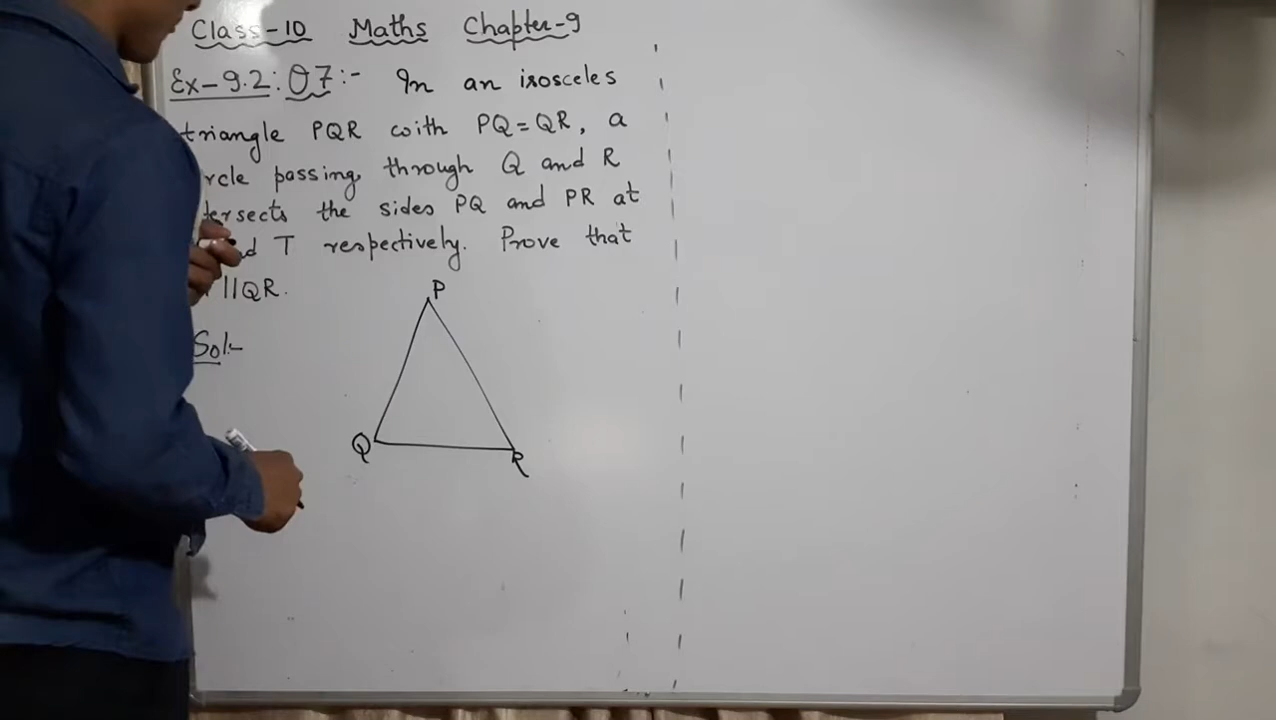 Class-10 Maths Chapter-9
Ex-9.2: Q7:- In an isosceles
triangle PQR with PQ=QR, a
rcle passing through Q and R
tersects the sides PQ and PR at
nd T respectively. Prove that
||QR.
Sol:-
P
Q
R